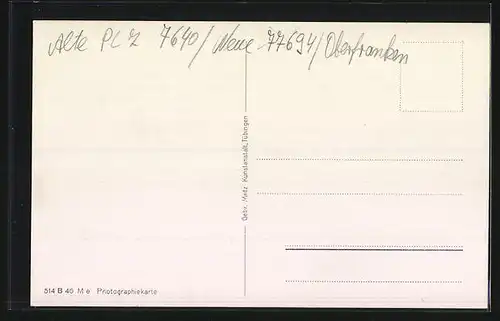 Alte PLZ 7640/Neue 77694/Oberfranken
Gebr. Metz Kunstanstalt, Tübingen
514 B 40 Me Photographiekarte